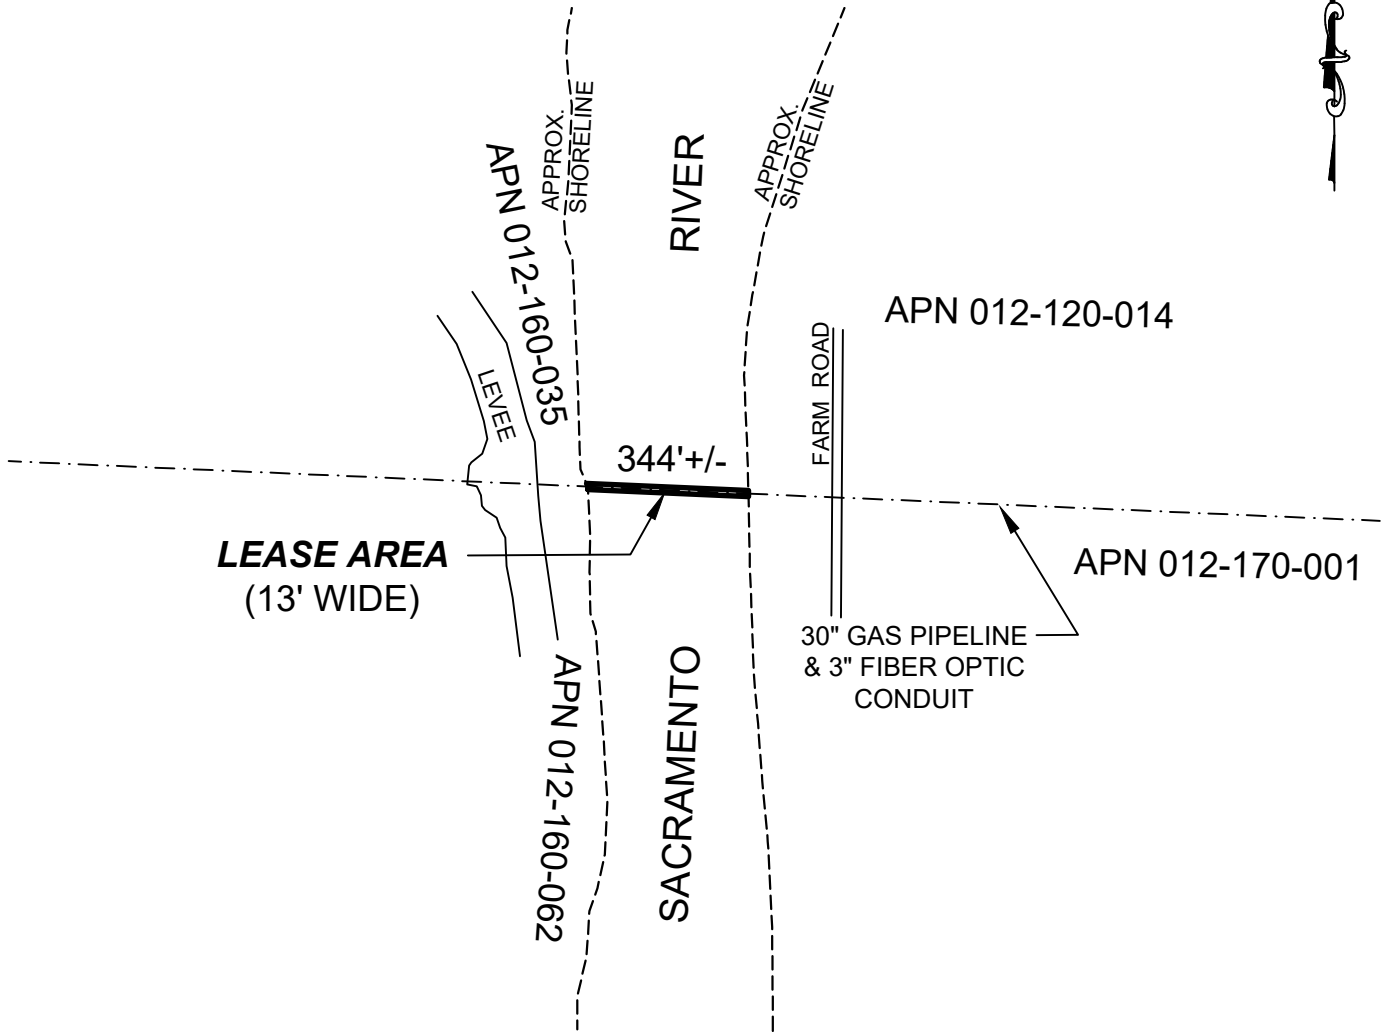 APPROX.
SHORELINE
APPROX.
SHORELINE
RIVER
APN 012-160-035
APN 012-120-014
FARM ROAD
LEVEE
344'+/-
LEASE AREA
(13' WIDE)
APN 012-170-001
30" GAS PIPELINE
& 3" FIBER OPTIC
CONDUIT
APN 012-160-062
SACRAMENTO